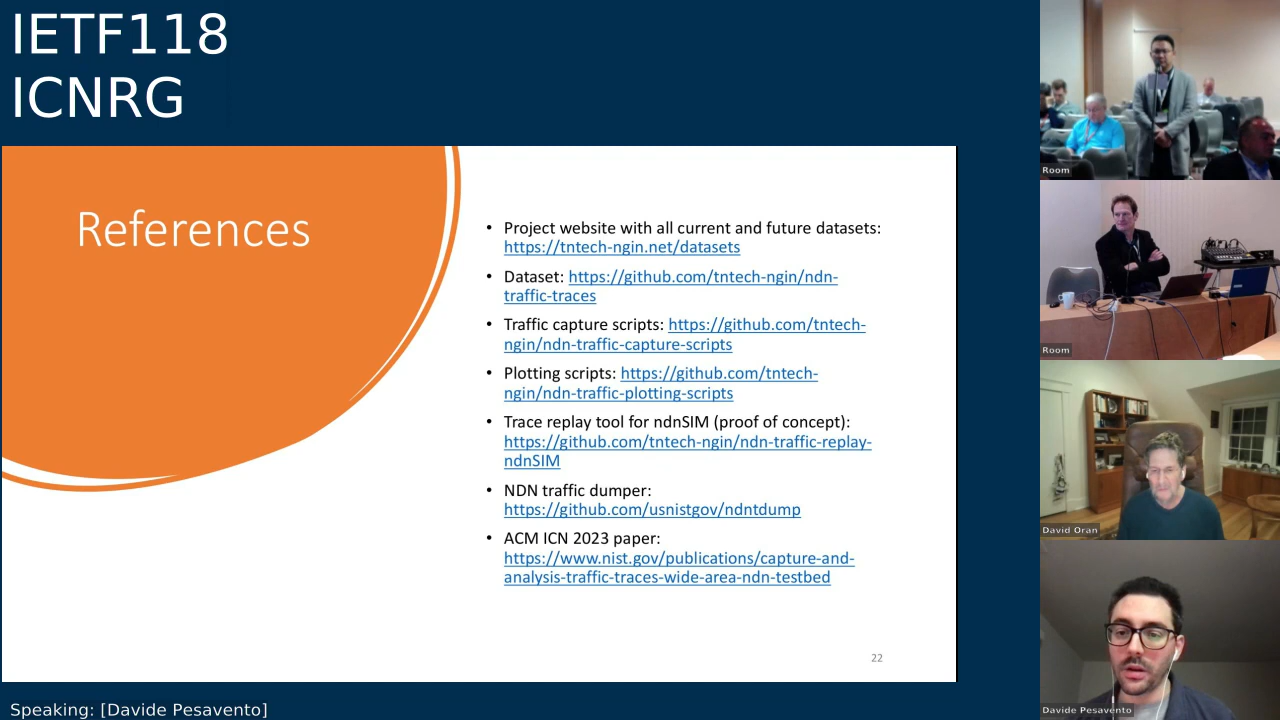 IETF118
ICNRG
References
• Project website with all current and future datasets:
https://tntech-ngin.net/datasets
• Dataset: https://github.com/tntech-ngin/ndn-
traffic-traces
• Traffic capture scripts: https://github.com/tntech-
ngin/ndn-traffic-capture-scripts
• Plotting scripts: https://github.com/tntech-
ngin/ndn-traffic-plotting-scripts
• Trace replay tool for ndnSIM (proof of concept):
https://github.com/tntech-ngin/ndn-traffic-replay-
ndnSIM
• NDN traffic dumper:
https://github.com/usnistgov/ndntdump
• ACM ICN 2023 paper:
https://www.nist.gov/publications/capture-and-
analysis-traffic-traces-wide-area-ndn-testbed
22
Speaking: [Davide Pesavento]
Room
Room
David Oran
Davide Pesavento